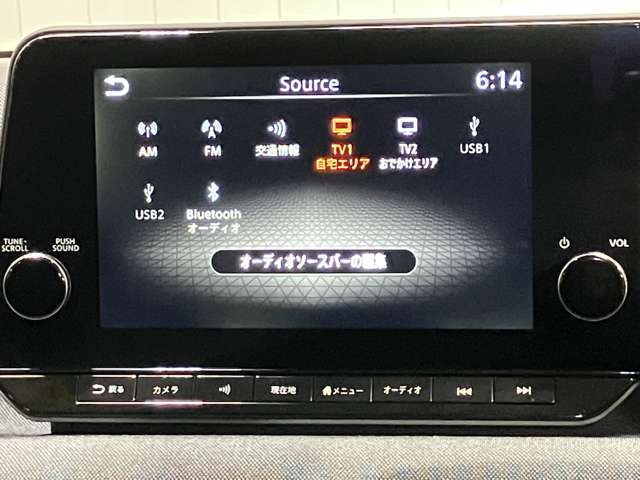 Source 6:14
AM FM 交通情報 TV1 TV2 USB1
自宅エリア おでかけエリア
USB2 Bluetooth
オーディオ
TUNE・ PUSH
SCROLL SOUND
VOL
オーディオソースバーの編集
戻る カメラ 現在地 メニュー オーディオ